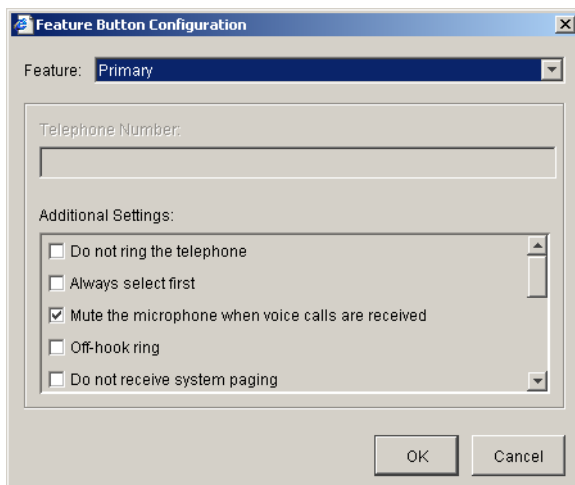 Feature Button Configuration
Feature: Primary
Telephone Number:
Additional Settings:
Do not ring the telephone
Always select first
Mute the microphone when voice calls are received
Off-hook ring
Do not receive system paging
OK Cancel